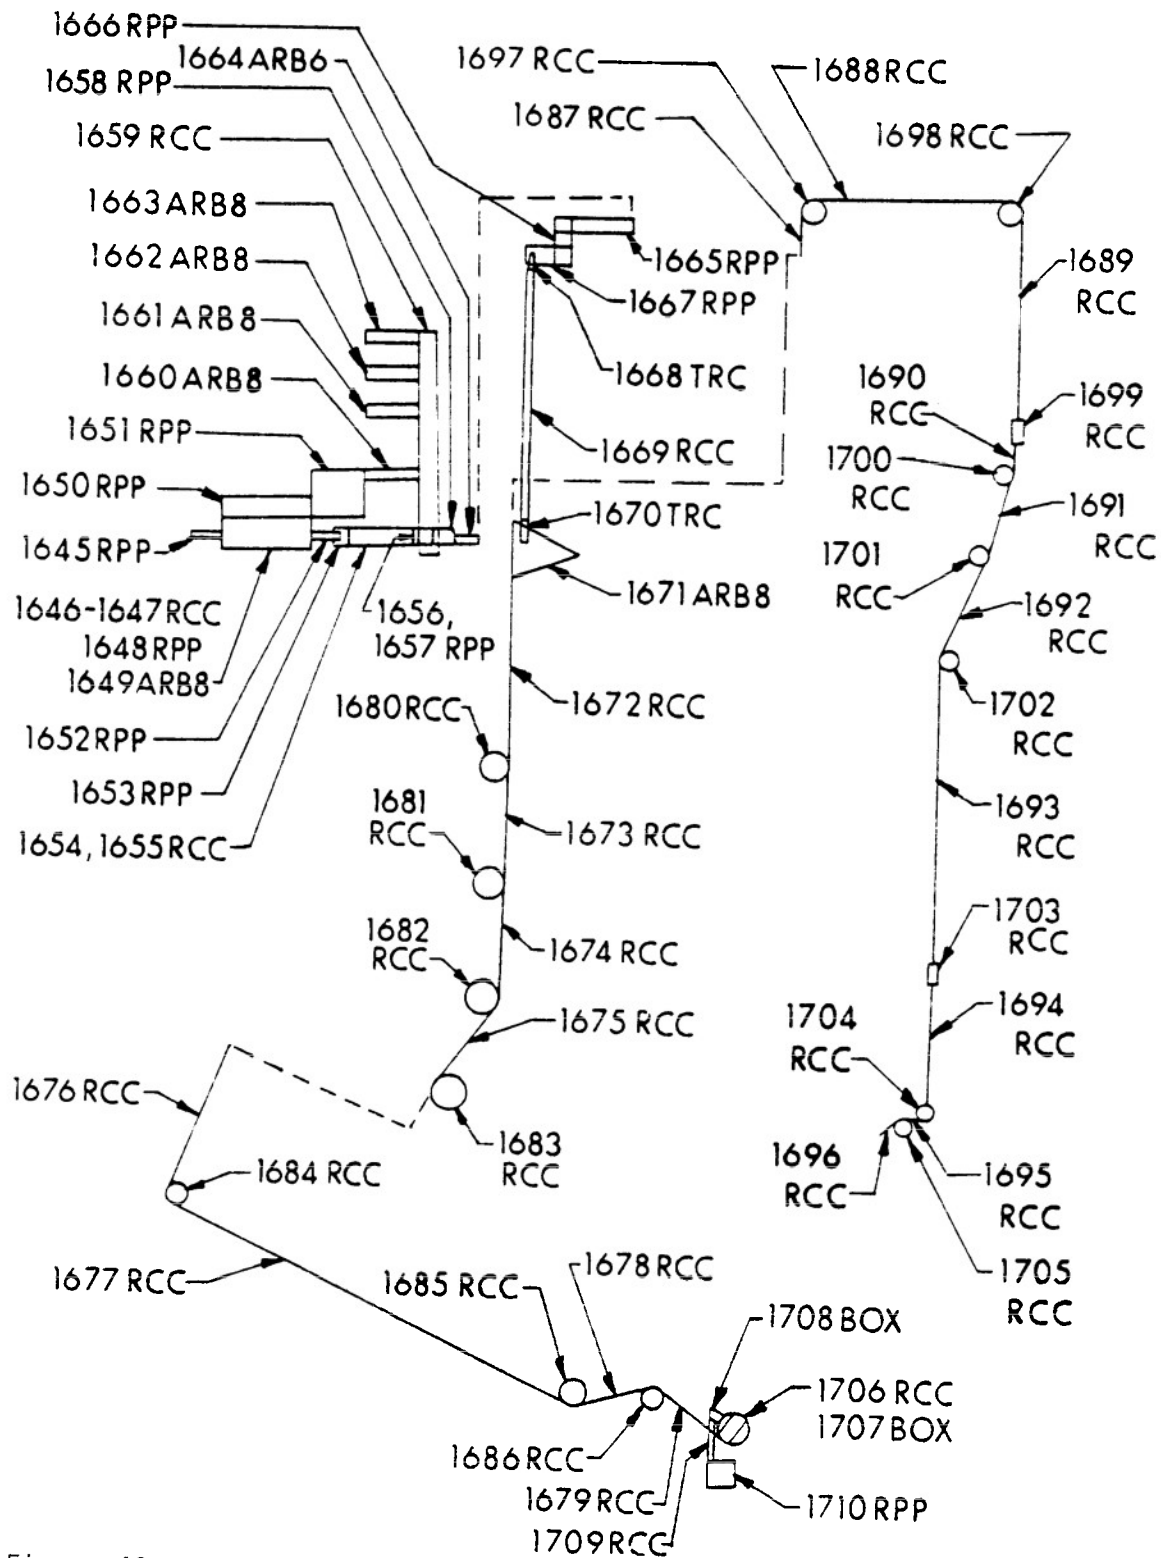 1666 RPP
1664 ARB6
1658 RPP
1659 RCC
1663 ARB8
1662 ARB8
1661 ARB8
1660 ARB8
1651 RPP
1650 RPP
1645 RPP
1646-1647 RCC
1648 RPP
1649 ARB8
1652 RPP
1653 RPP
1654, 1655 RCC
1656,
1657 RPP
1665 RPP
1667 RPP
1668 TRC
1669 RCC
1670 TRC
1671 ARB8
1672 RCC
1680 RCC
1681
RCC
1673 RCC
1682
RCC
1674 RCC
1675 RCC
1676 RCC
1683
RCC
1684 RCC
1677 RCC
1685 RCC
1678 RCC
1708 BOX
1706 RCC
1707 BOX
1686 RCC
1679 RCC
1709 RCC
1710 RPP
1697 RCC
1688 RCC
1687 RCC
1698 RCC
1689
RCC
1690
RCC
1699
RCC
1700
RCC
1691
RCC
1701
RCC
1692
RCC
1702
RCC
1693
RCC
1703
RCC
1694
RCC
1704
RCC
1696
RCC
1695
RCC
1705
RCC